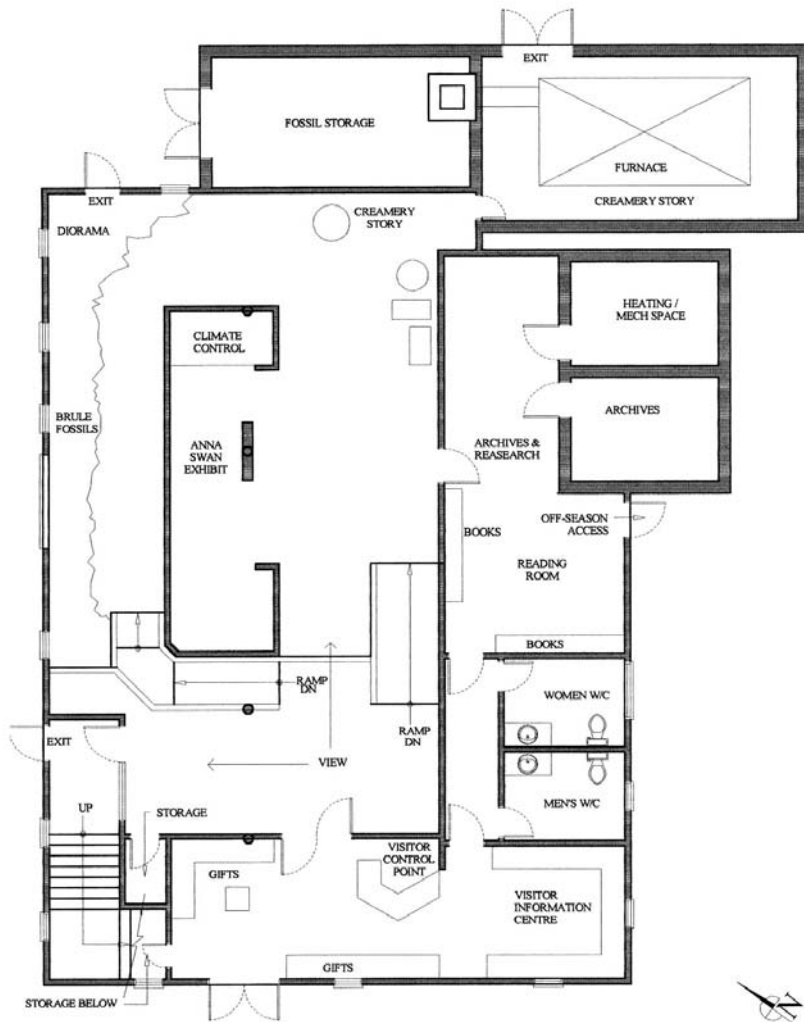 EXIT
FOSSIL STORAGE
FURNACE
CREAMERY STORY
EXIT
DIORAMA
CREAMERY
STORY
HEATING /
MECH SPACE
CLIMATE
CONTROL
ARCHIVES
BRULE
FOSSILS
ANNA
SWAN
EXHIBIT
ARCHIVES &
REASEARCH
OFF-SEASON
ACCESS
BOOKS
READING
ROOM
BOOKS
RAMP
DN
WOMEN W/C
RAMP
DN
EXIT
VIEW
UP
STORAGE
MEN'S W/C
VISITOR
CONTROL
POINT
GIFTS
VISITOR
INFORMATION
CENTRE
GIFTS
STORAGE BELOW
N